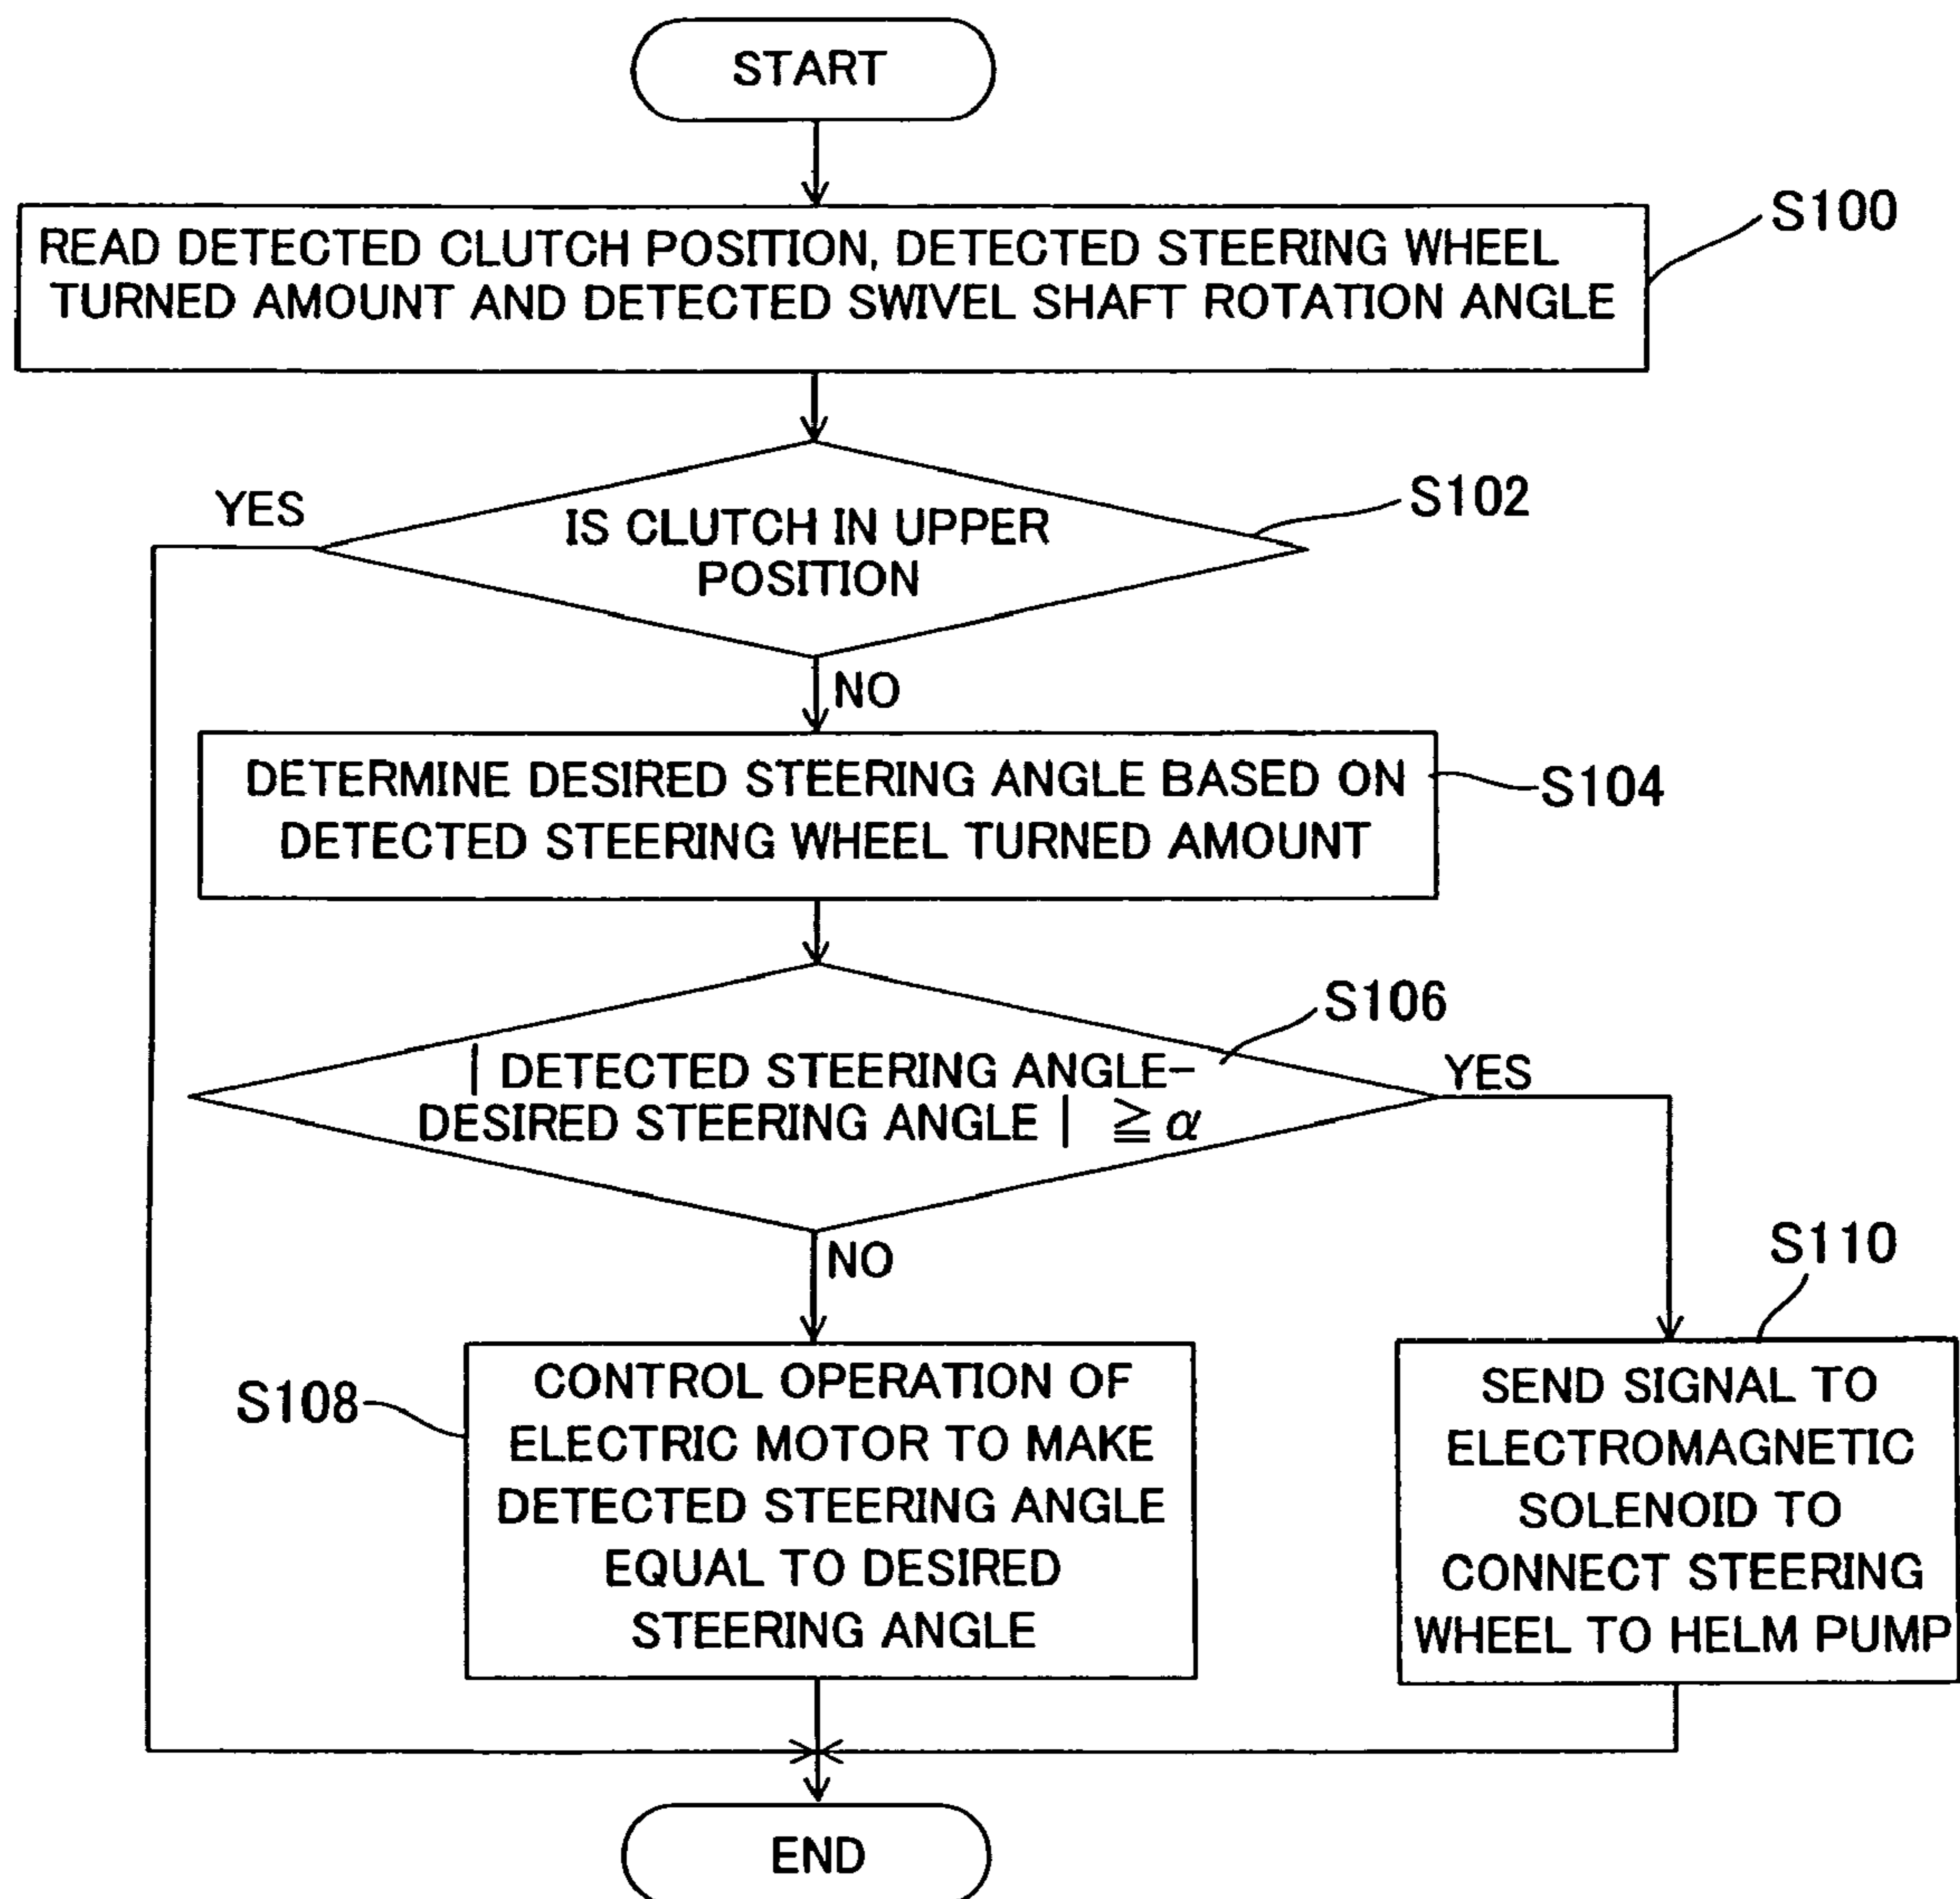 START
READ DETECTED CLUTCH POSITION, DETECTED STEERING WHEEL
TURNED AMOUNT AND DETECTED SWIVEL SHAFT ROTATION ANGLE
S100
YES
IS CLUTCH IN UPPER
POSITION
S102
NO
DETERMINE DESIRED STEERING ANGLE BASED ON
DETECTED STEERING WHEEL TURNED AMOUNT
S104
S106
| DETECTED STEERING ANGLE-
DESIRED STEERING ANGLE | ≧ α
YES
NO
S110
S108
CONTROL OPERATION OF
ELECTRIC MOTOR TO MAKE
DETECTED STEERING ANGLE
EQUAL TO DESIRED
STEERING ANGLE
SEND SIGNAL TO
ELECTROMAGNETIC
SOLENOID TO
CONNECT STEERING
WHEEL TO HELM PUMP
END